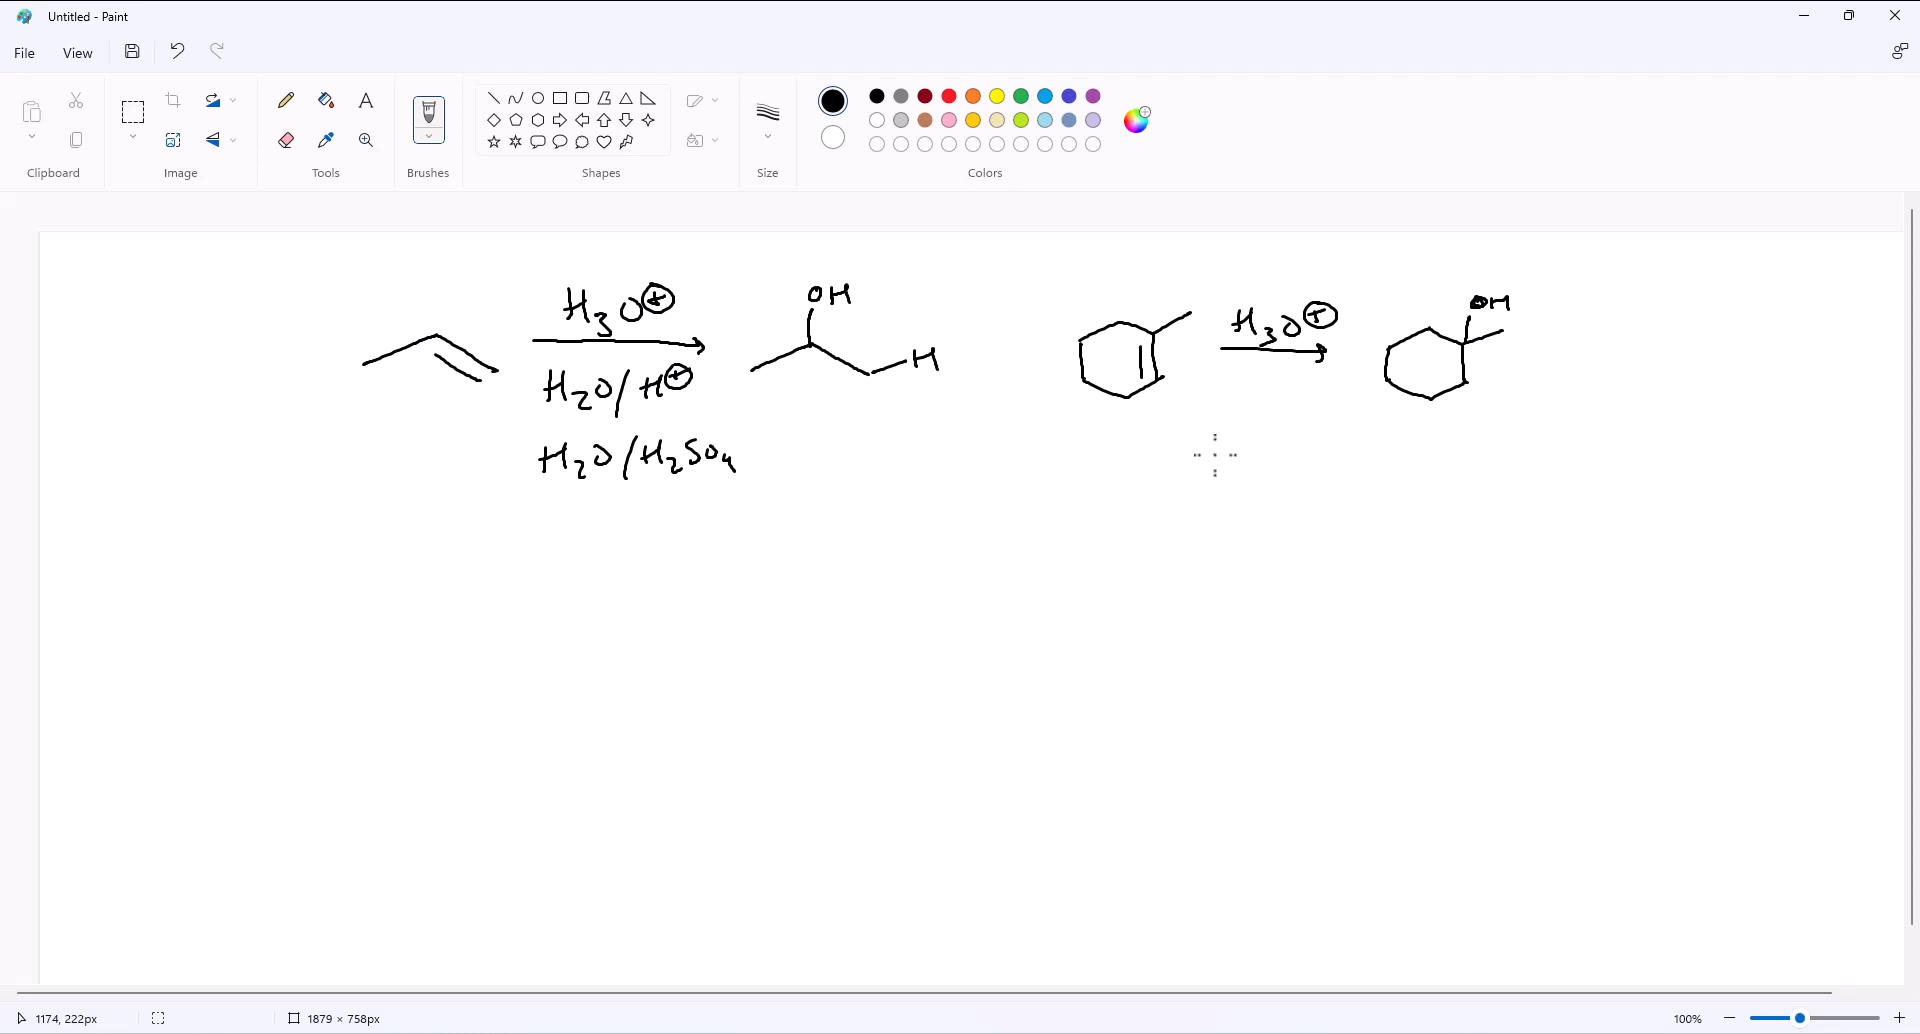 Untitled - Paint
File View
Clipboard
Image
Tools
Brushes
Shapes
Size
Colors
H3O+
OH
H
H2O/H+
H2O/H2SO4
H3O+
OH
1174, 222px
1879 × 758px
100%